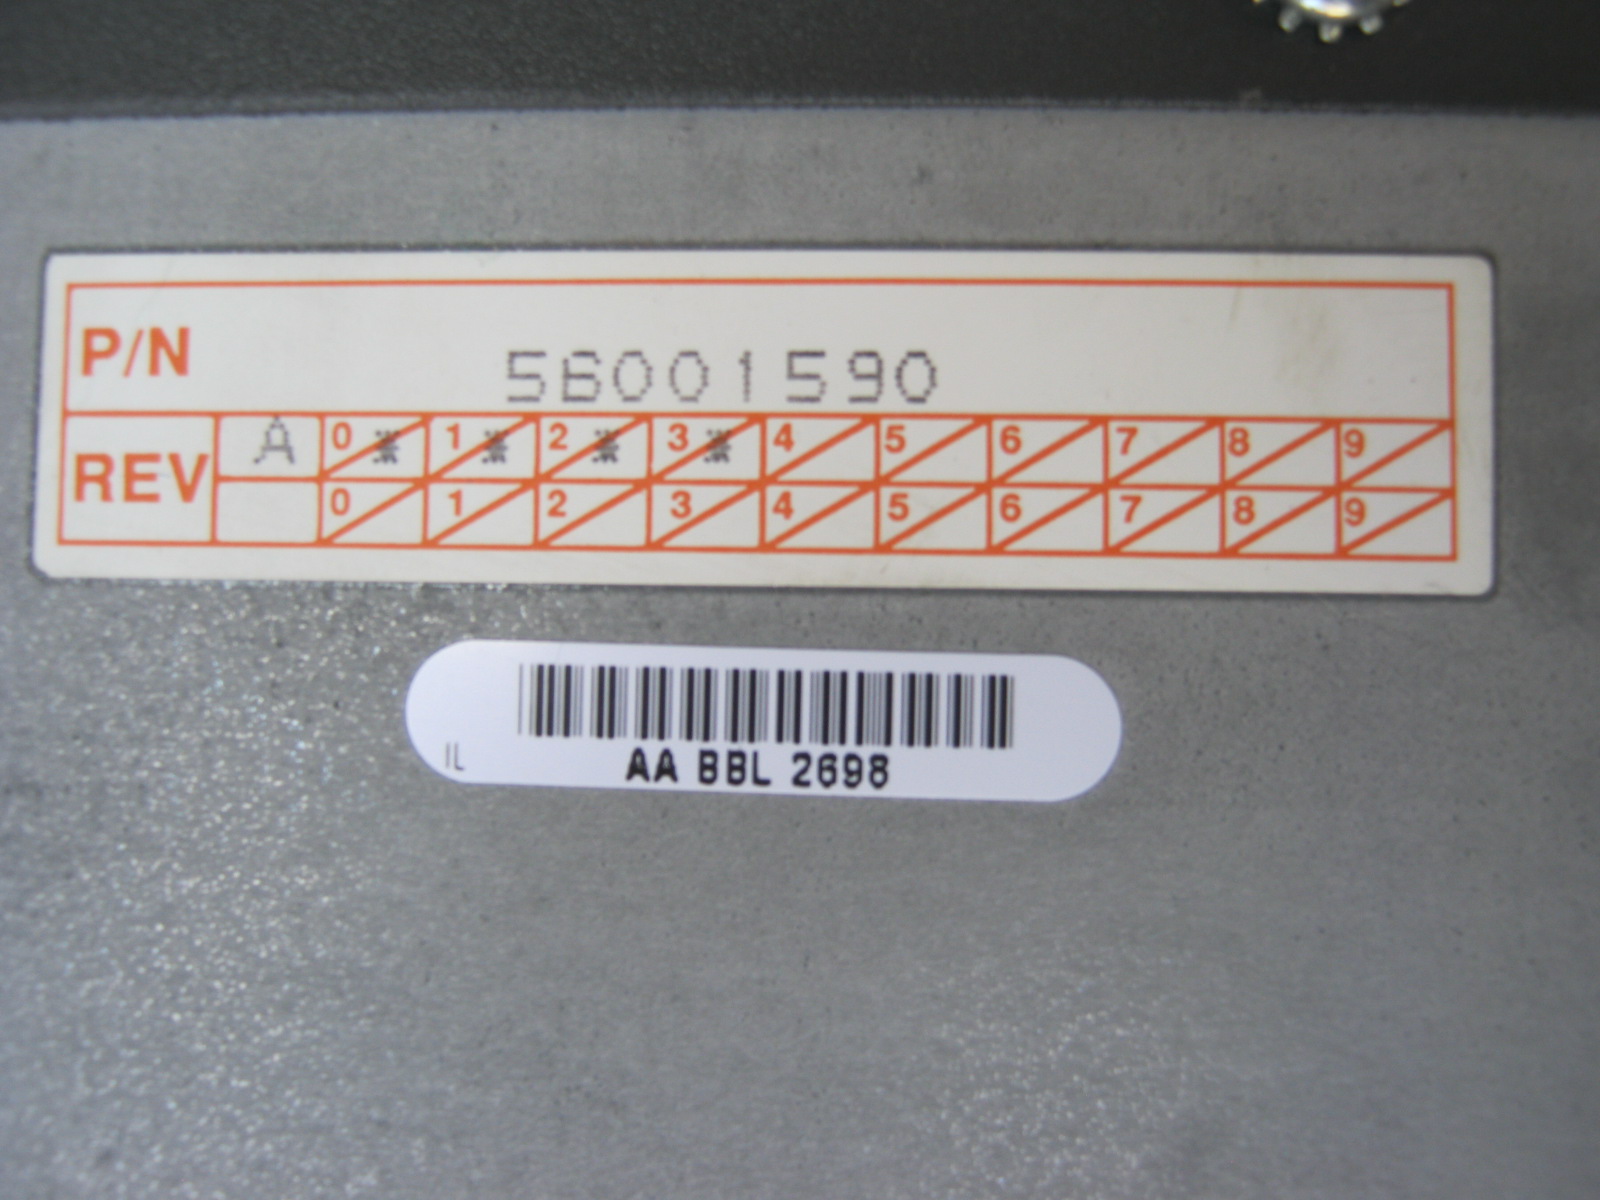 P/N 56001590
REV A 0 1 2 3 4 5 6 7 8 9
0 1 2 3 4 5 6 7 8 9
IL AA BBL 2698